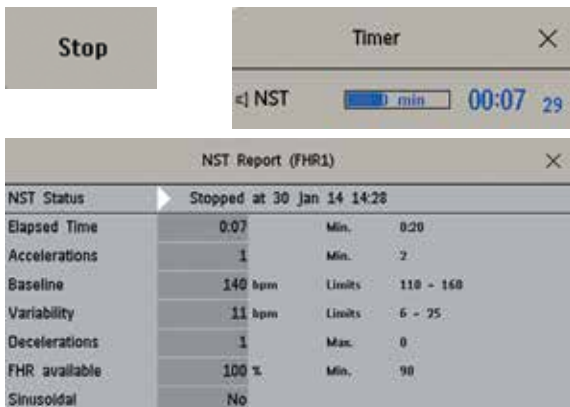 Stop
Timer
NST min 00:07 29
NST Report (FHR1)
NST Status Stopped at 30 Jan 14 14:28
Elapsed Time 0:07 Min. 0:20
Accelerations 1 Min. 2
Baseline 140 bpm Limits 110 - 160
Variability 11 bpm Limits 6 - 25
Decelerations 1 Max. 0
FHR available 100 % Min. 90
Sinusoidal No